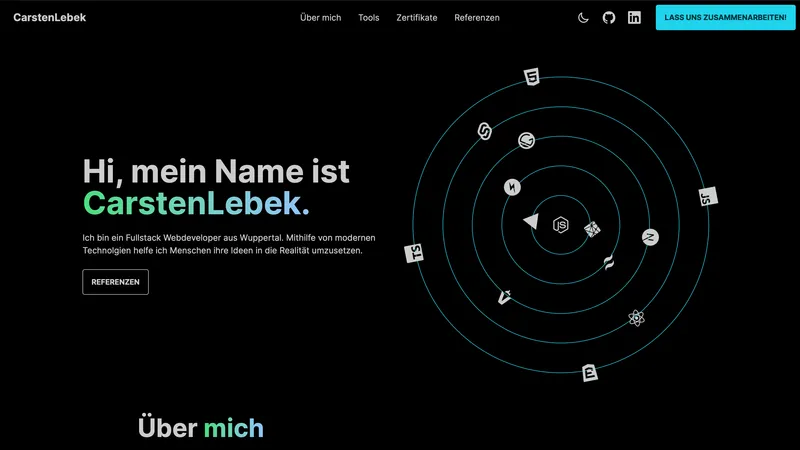 CarstenLebek
Über mich
Tools
Zertifikate
Referenzen
LASS UNS ZUSAMMENARBEITEN!
Hi, mein Name ist
CarstenLebek.
Ich bin ein Fullstack Webdeveloper aus Wuppertal. Mithilfe von modernen
Technolgien helfe ich Menschen ihre Ideen in die Realität umzusetzen.
REFERENZEN
JS
JS
TS
Über mich